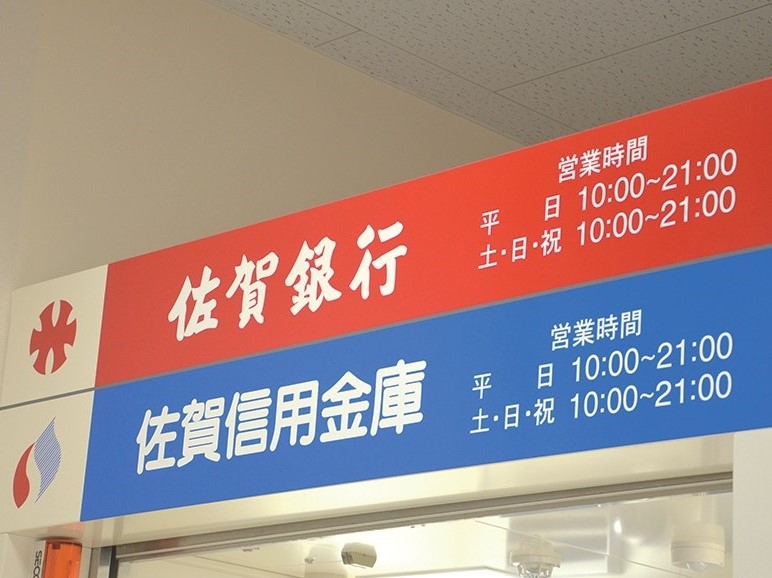 佐賀銀行
営業時間
平 日 10:00~21:00
土・日・祝 10:00~21:00
佐賀信用金庫
営業時間
平 日 10:00~21:00
土・日・祝 10:00~21:00